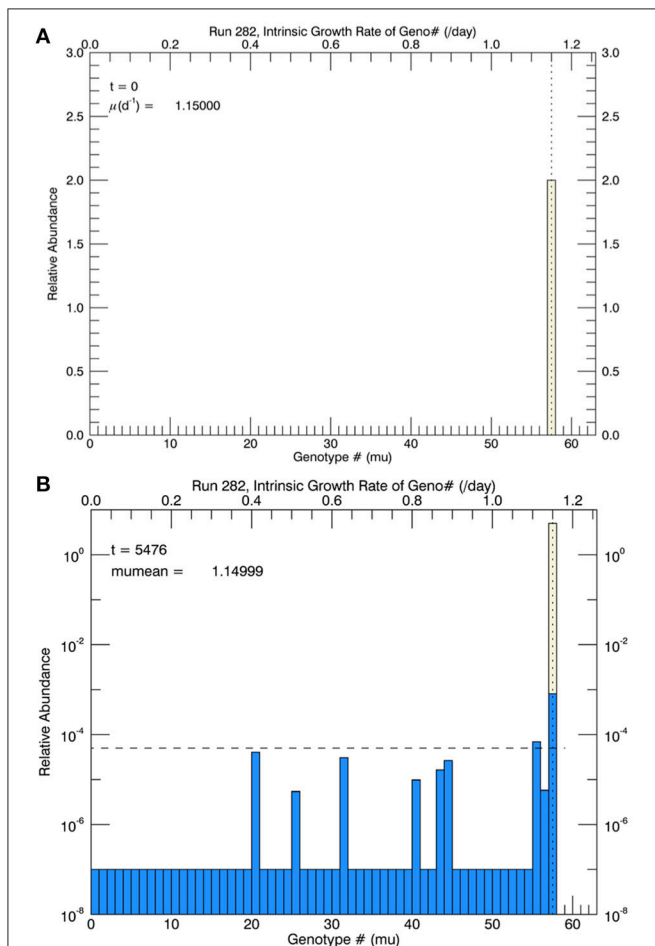 A
Run 282, Intrinsic Growth Rate of Geno# (/day)
0.0 0.2 0.4 0.6 0.8 1.0 1.2
3.0 3.0
t = 0
μ(d⁻¹) = 1.15000
2.5 2.5
2.0 2.0
Relative Abundance
1.5 1.5
1.0 1.0
0.5 0.5
0.0 0.0
0 10 20 30 40 50 60
Genotype # (mu)
B
Run 282, Intrinsic Growth Rate of Geno# (/day)
0.0 0.2 0.4 0.6 0.8 1.0 1.2
t = 5476
10⁰ 10⁰
mumean = 1.14999
10⁻² 10⁻²
Relative Abundance
10⁻⁴ 10⁻⁴
10⁻⁶ 10⁻⁶
10⁻⁸ 10⁻⁸
0 10 20 30 40 50 60
Genotype # (mu)